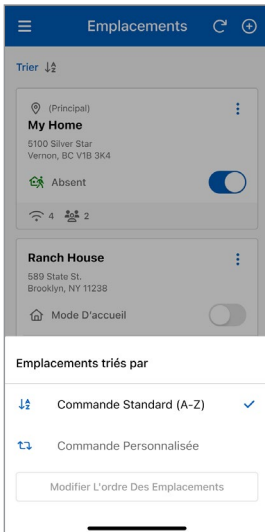 Emplacements
Trier
(Principal)
My Home
5100 Silver Star
Vernon, BC V1B 3K4
Absent
4 2
Ranch House
589 State St.
Brooklyn, NY 11238
Mode D'accueil
Emplacements triés par
Commande Standard (A-Z)
Commande Personnalisée
Modifier L'ordre Des Emplacements